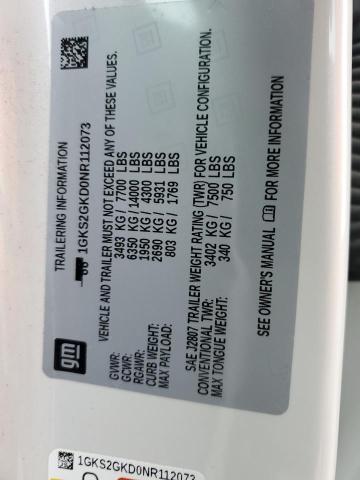 TRAILERING INFORMATION
1GKS2GKD0NR112073
VEHICLE AND TRAILER MUST NOT EXCEED ANY OF THESE VALUES.
GVWR: 3493 KG / 7700 LBS
GCWR: 6350 KG / 14000 LBS
RGAWR: 1950 KG / 4300 LBS
CURB WEIGHT: 2690 KG / 5931 LBS
MAX PAYLOAD: 803 KG / 1769 LBS
SAE J2807 TRAILER WEIGHT RATING (TWR) FOR VEHICLE CONFIGURATION.
CONVENTIONAL TWR: 3402 KG / 7500 LBS
MAX TONGUE WEIGHT: 340 KG / 750 LBS
SEE OWNER'S MANUAL FOR MORE INFORMATION
gm
1GKS2GKD0NR112073